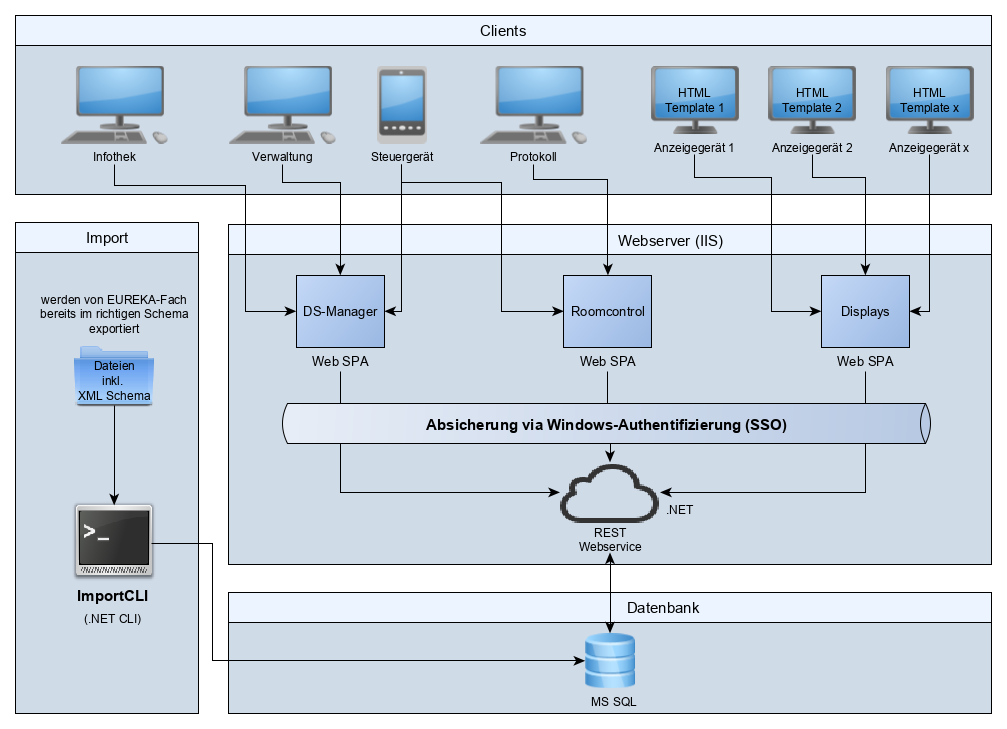 Clients
HTML
Template 1
HTML
Template 2
HTML
Template x
Infothek
Verwaltung
Steuergerät
Protokoll
Anzeigegerät 1
Anzeigegerät 2
Anzeigegerät x
Import
werden von EUREKA-Fach
bereits im richtigen Schema
exportiert
Dateien
inkl.
XML Schema
>_
ImportCLI
(.NET CLI)
Webserver (IIS)
DS-Manager
Roomcontrol
Displays
Web SPA
Web SPA
Web SPA
Absicherung via Windows-Authentifizierung (SSO)
.NET
REST
Webservice
Datenbank
MS SQL